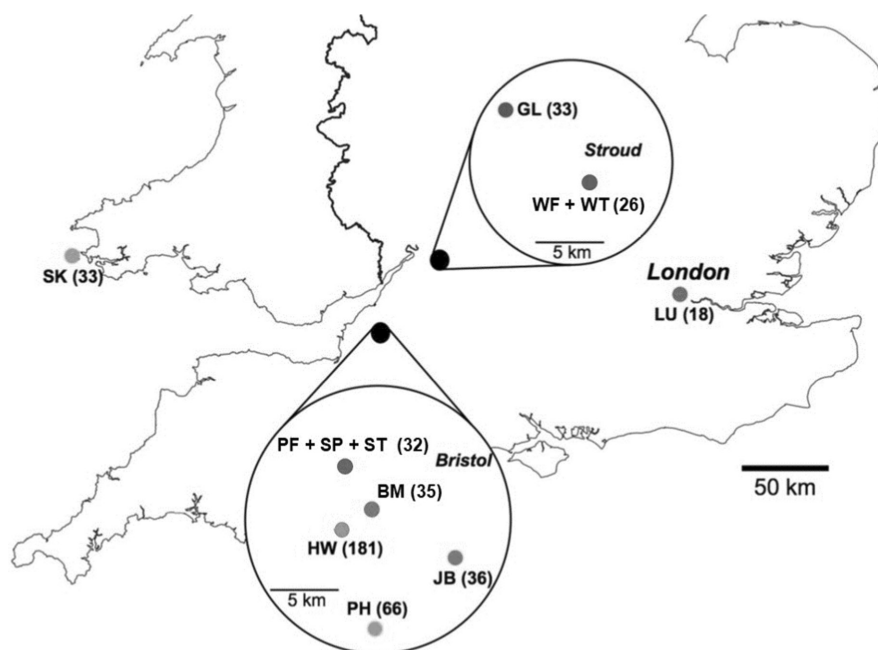 GL (33)
Stroud
WF + WT (26)
5 km
SK (33)
London
LU (18)
PF + SP + ST (32)
Bristol
BM (35)
50 km
HW (181)
JB (36)
5 km
PH (66)